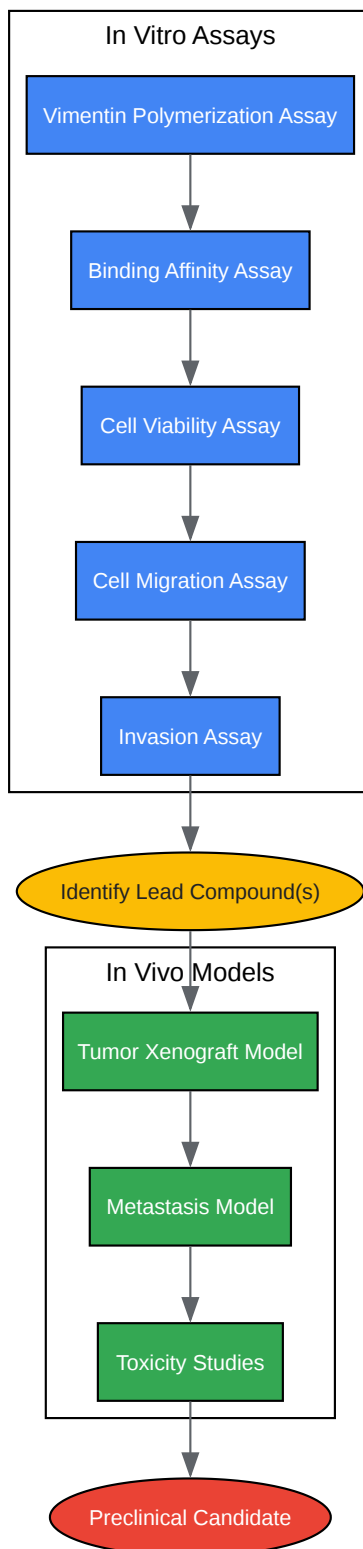 In Vitro Assays
Vimentin Polymerization Assay
Binding Affinity Assay
Cell Viability Assay
Cell Migration Assay
Invasion Assay
Identify Lead Compound(s)
In Vivo Models
Tumor Xenograft Model
Metastasis Model
Toxicity Studies
Preclinical Candidate